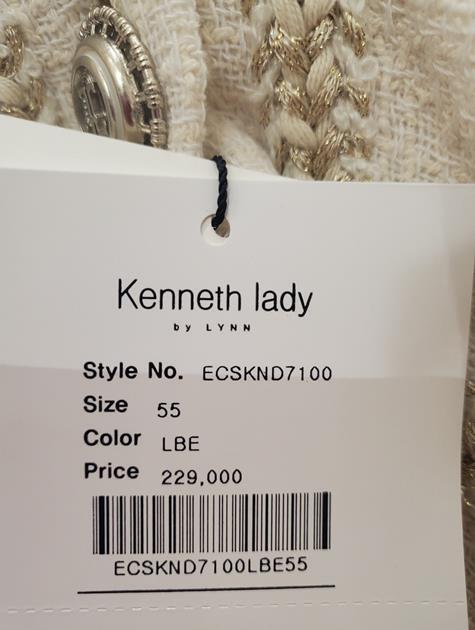 Kenneth lady
by LYNN
Style No. ECSKND7100
Size 55
Color LBE
Price 229,000
ECSKND7100LBE55